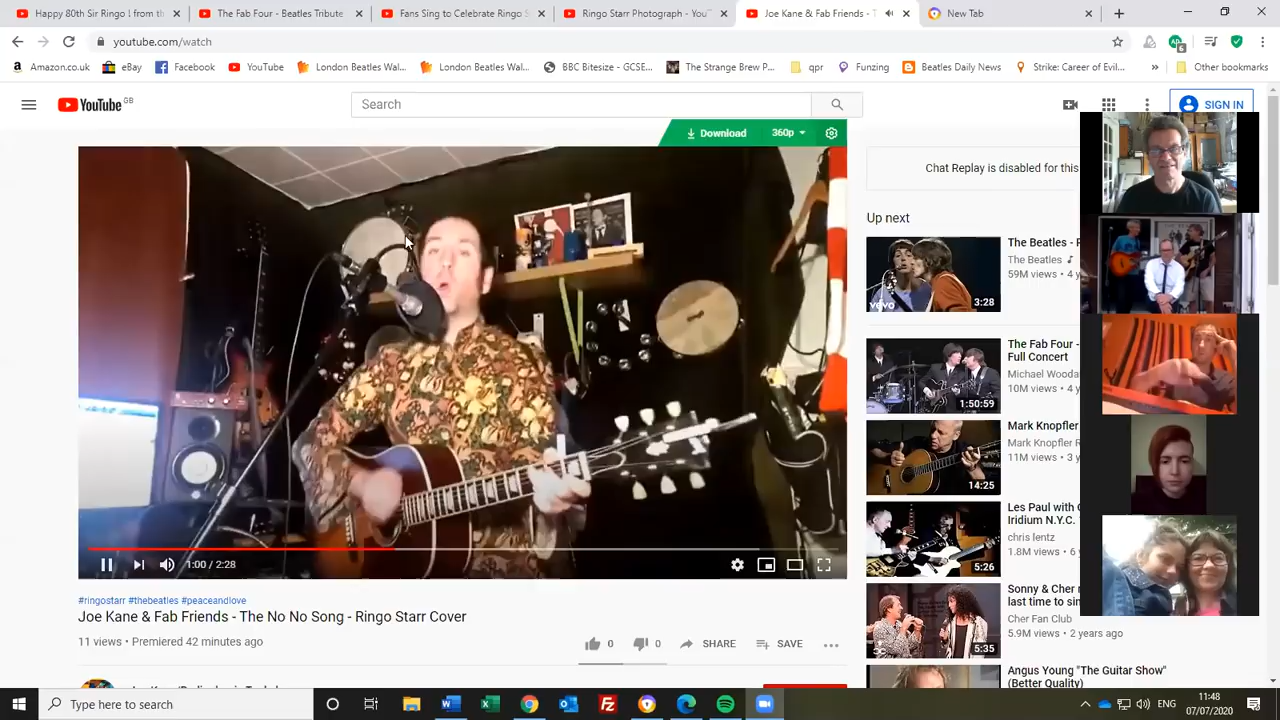 Happy 80th Sir Ringo ! from th
The Fab Four - Beatles Tribute
Fans Sing to Celebrate Ringo S
Ringo Starr Photograph - YouT
Joe Kane & Fab Friends - T
New Tab
youtube.com/watch
6
Amazon.co.uk
eBay
Facebook
YouTube
London Beatles Wal...
London Beatles Wal...
BBC Bitesize - GCSE...
The Strange Brew P...
qpr
Funzing
Beatles Daily News
Strike: Career of Evil...
»
Other bookmarks
YouTube GB
Search
SIGN IN
Download
360p
Chat Replay is disabled for this
Up next
The Beatles - R
The Beatles
59M views • 4 y
vevo
3:28
The Fab Four -
Full Concert
Michael Wooda
10M views • 4 y
1:50:59
Mark Knopfler
Mark Knopfler R
11M views • 3 y
14:25
Les Paul with G
Iridium N.Y.C.
chris lentz
1.8M views • 6 y
5:26
Sonny & Cher r
last time to sin
Cher Fan Club
5.9M views • 2 years ago
5:35
Angus Young "The Guitar Show"
(Better Quality)
1:00 / 2:28
#ringostarr #thebeatles #peaceandlove
Joe Kane & Fab Friends - The No No Song - Ringo Starr Cover
11 views • Premiered 42 minutes ago
0
0
SHARE
SAVE
Type here to search
ENG
11:48
07/07/2020